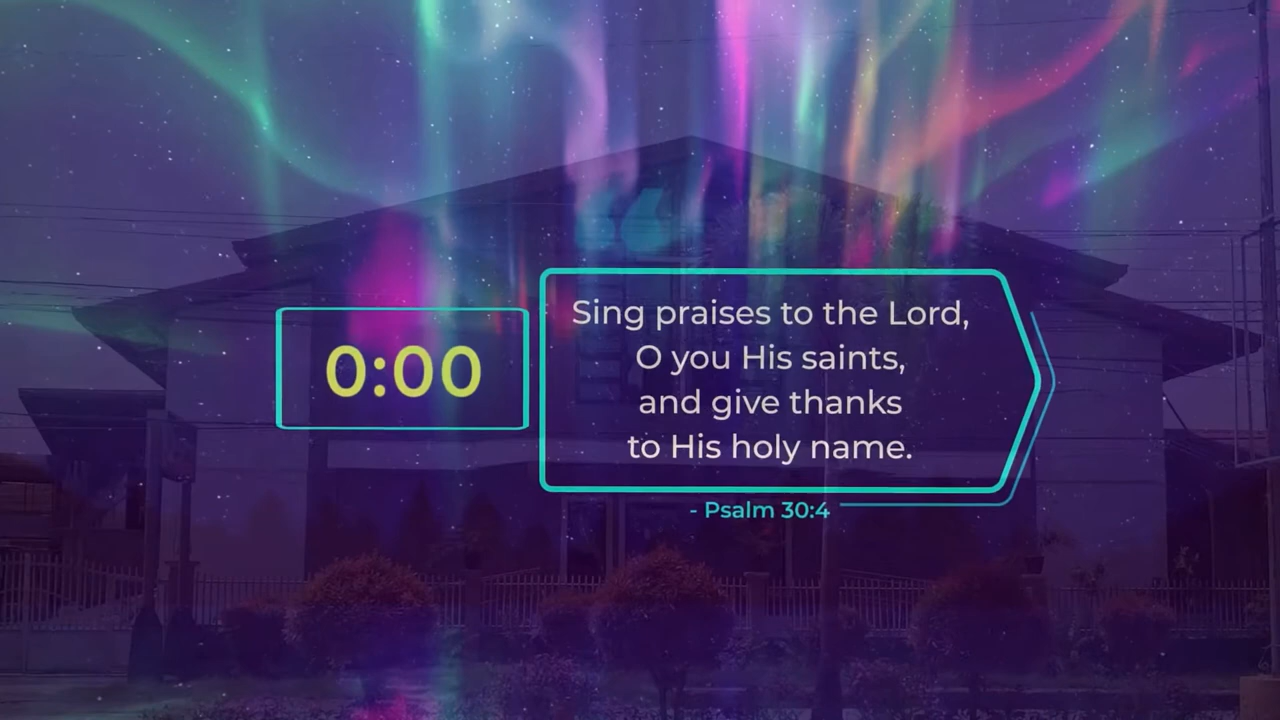 0:00
Sing praises to the Lord,
O you His saints,
and give thanks
to His holy name.
- Psalm 30:4